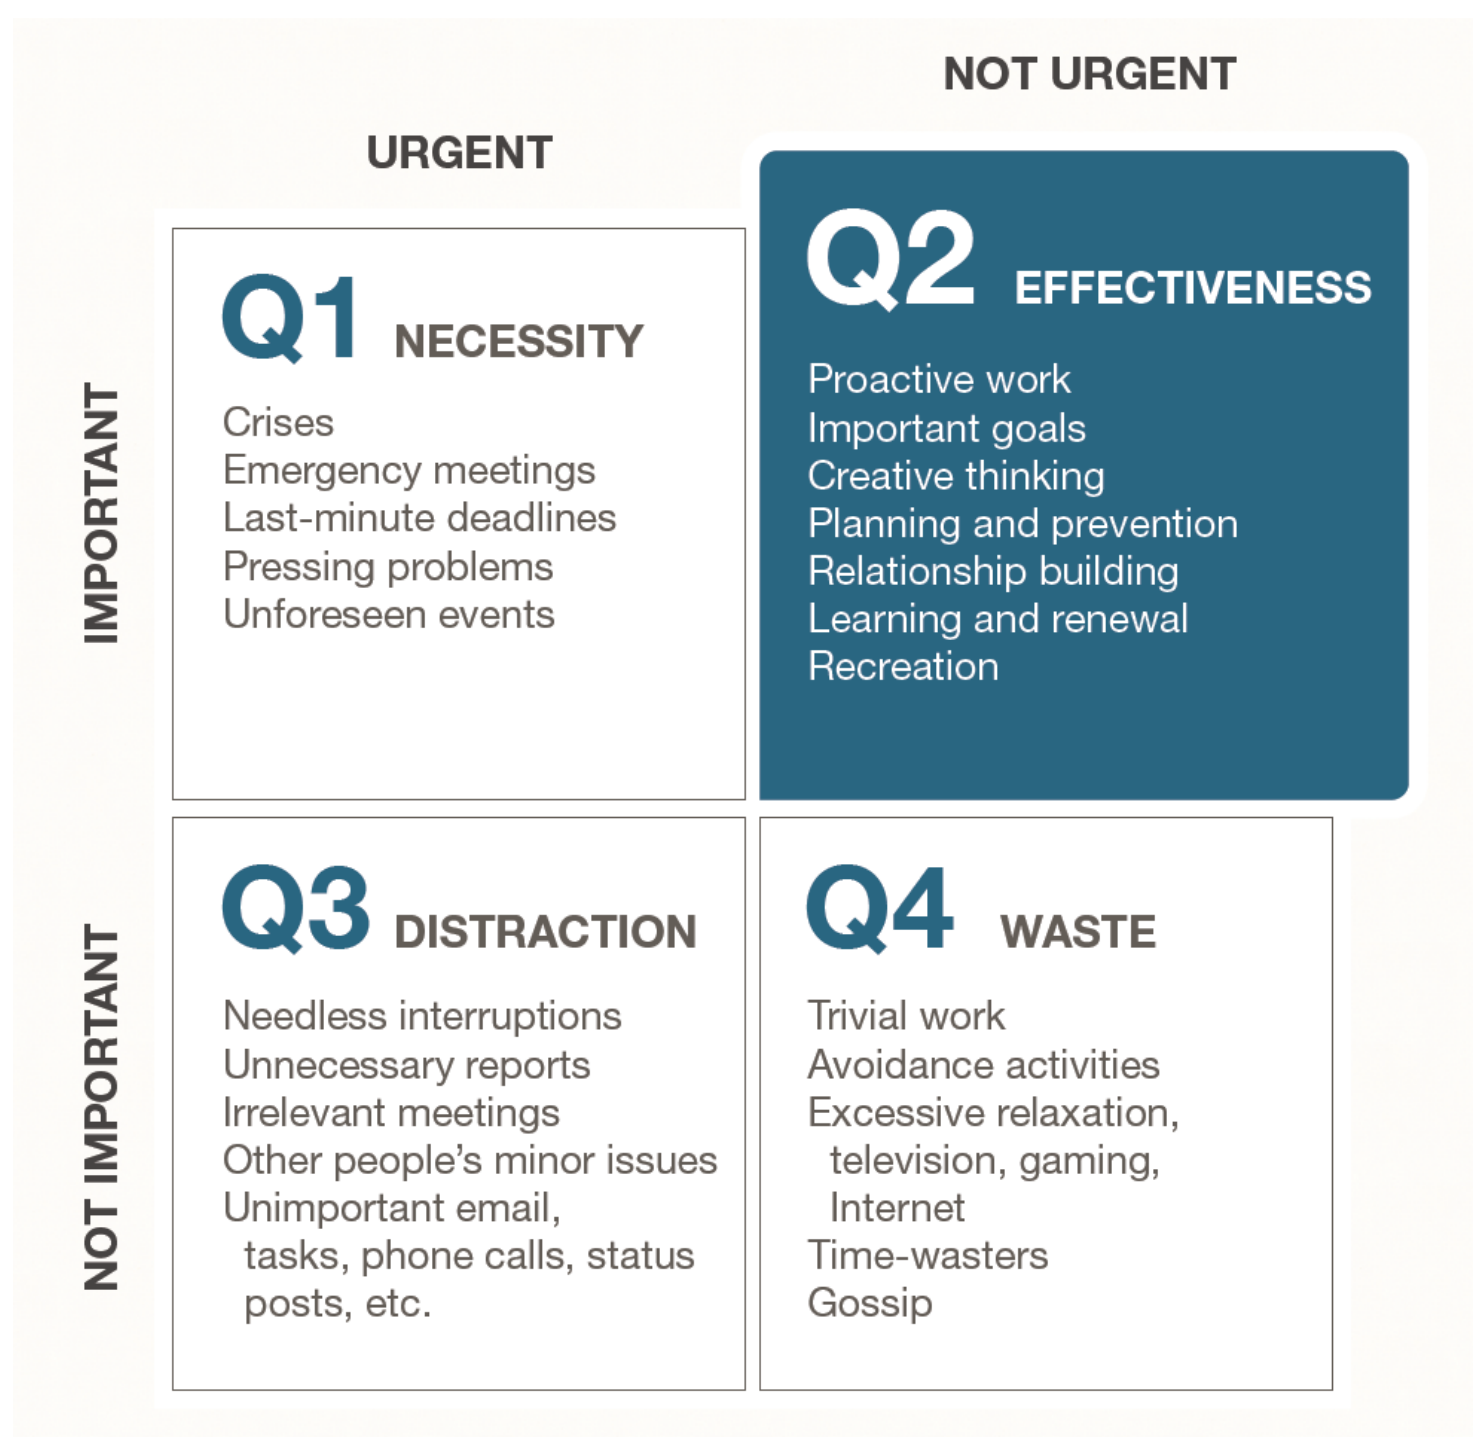 NOT URGENT
URGENT
IMPORTANT
Q1 NECESSITY
Crises
Emergency meetings
Last-minute deadlines
Pressing problems
Unforeseen events
Q2 EFFECTIVENESS
Proactive work
Important goals
Creative thinking
Planning and prevention
Relationship building
Learning and renewal
Recreation
NOT IMPORTANT
Q3 DISTRACTION
Needless interruptions
Unnecessary reports
Irrelevant meetings
Other people’s minor issues
Unimportant email,
tasks, phone calls, status
posts, etc.
Q4 WASTE
Trivial work
Avoidance activities
Excessive relaxation,
television, gaming,
Internet
Time-wasters
Gossip